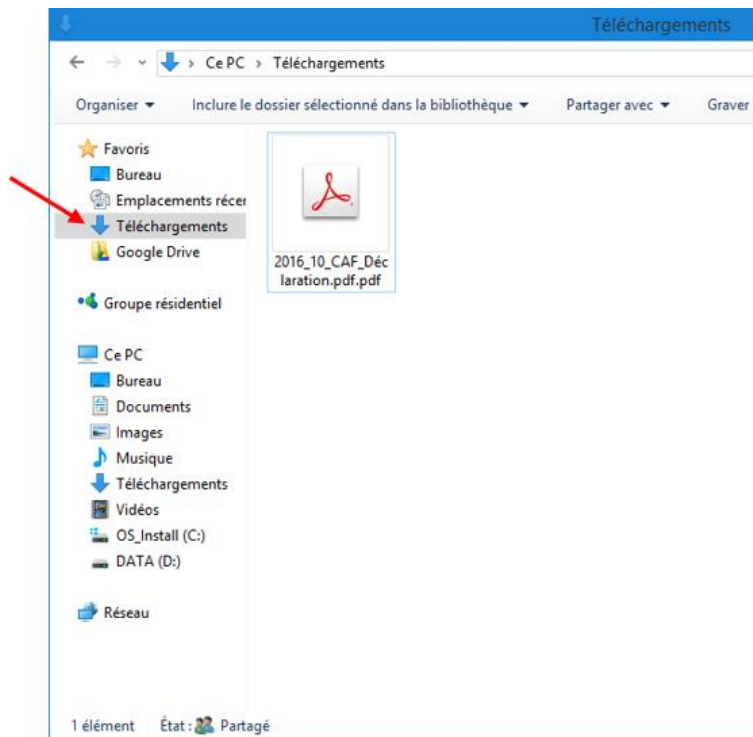 Téléchargements
Ce PC > Téléchargements
Organiser Inclure le dossier sélectionné dans la bibliothèque Partager avec Graver
Favoris
Bureau
Emplacements récer
Téléchargements
Google Drive
2016_10_CAF_Déc
laration.pdf.pdf
Groupe résidentiel
Ce PC
Bureau
Documents
Images
Musique
Téléchargements
Vidéos
OS_Install (C:)
DATA (D:)
Réseau
1 élément État : Partagé